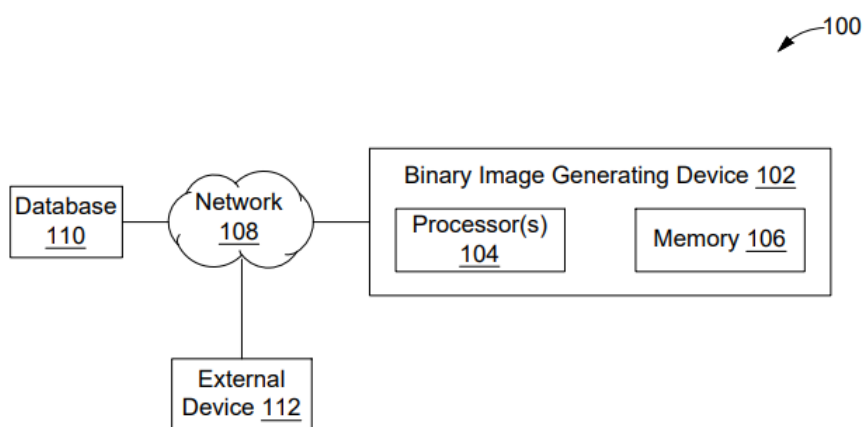 100
Binary Image Generating Device 102
Database
110
Network
108
Processor(s)
104
Memory 106
External
Device 112